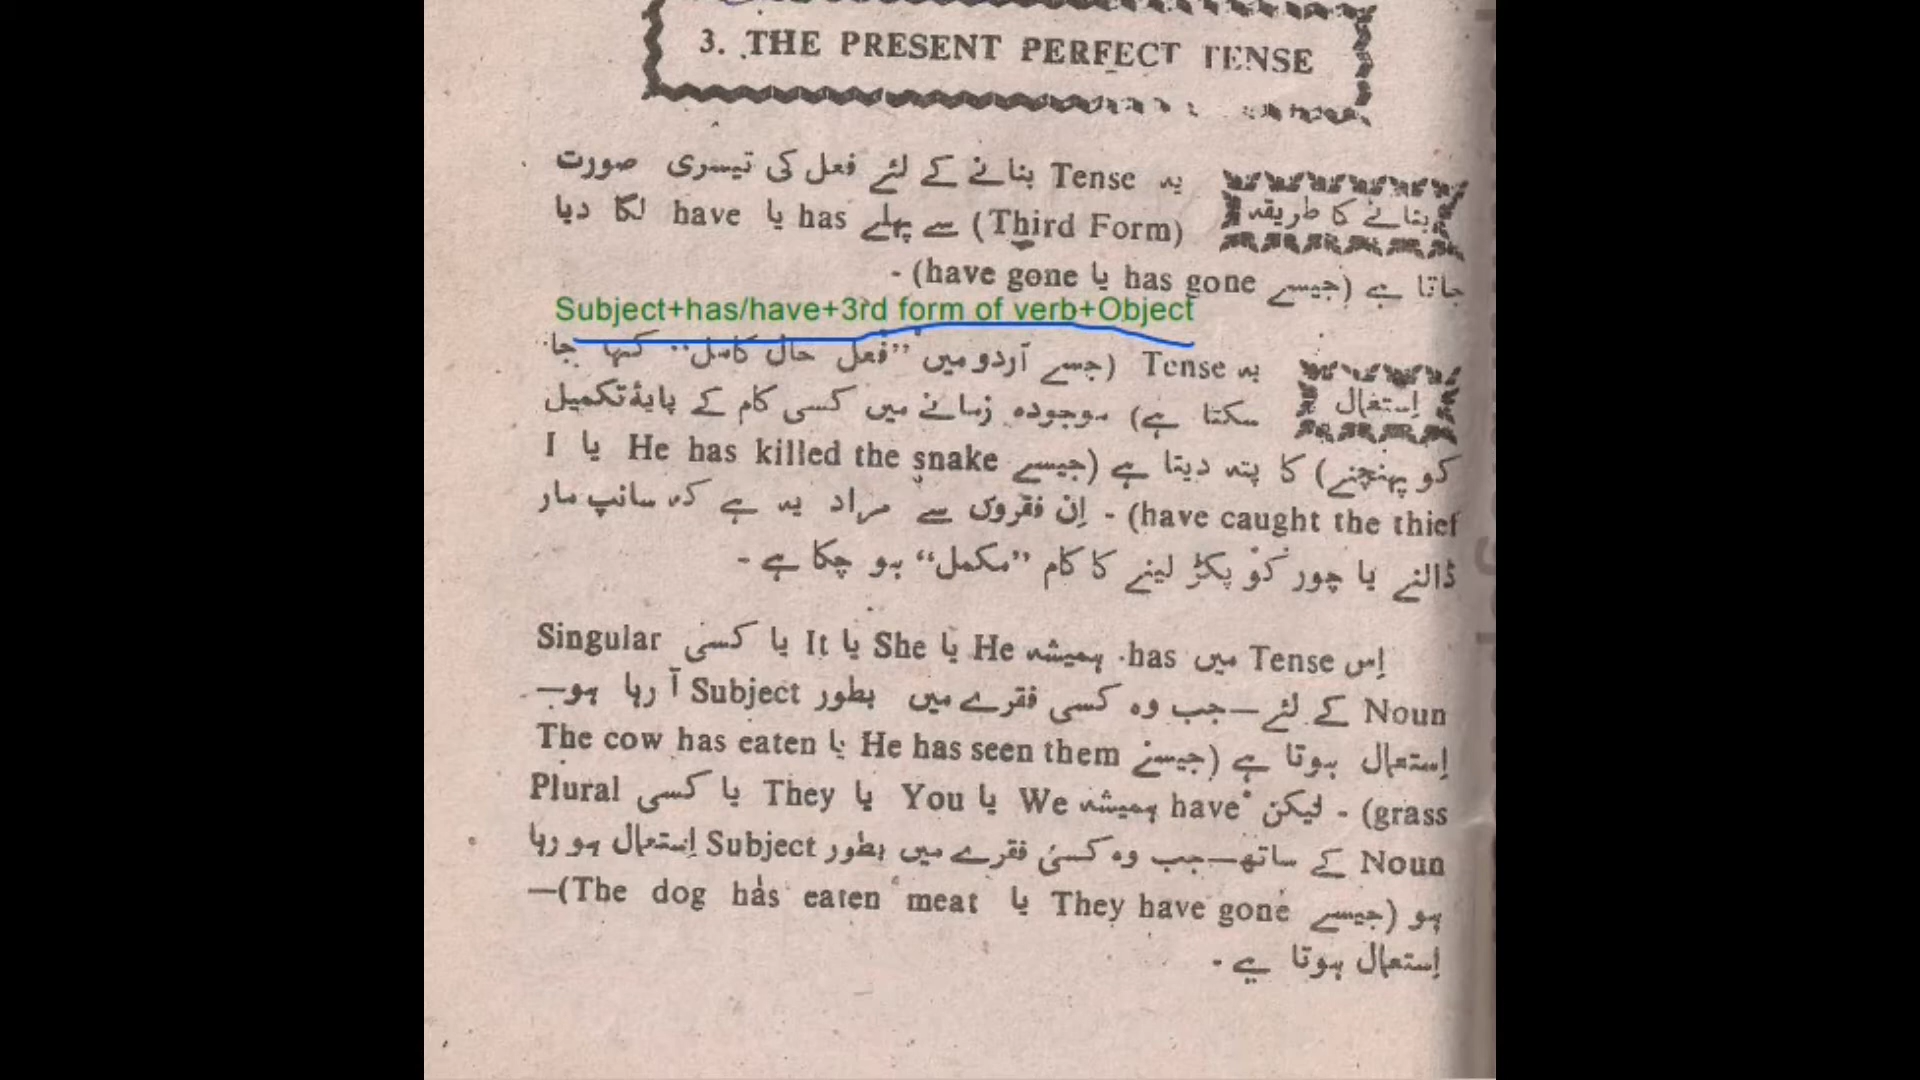 3. THE PRESENT PERFECT TENSE
بنانے کا طریقہ
یہ Tense بنانے کے لئے فعل کی تیسری صورت
(Third Form) سے پہلے has یا have لگا دیا
جاتا ہے (جیسے has gone یا have gone) -
Subject+has/have+3rd form of verb+Object
اِستعمال
یہ Tense (جسے اُردو میں ”فعل حال کامل“ کہا جا
سکتا ہے) موجودہ زمانے میں کسی کام کے پایۂ تکمیل
کو پہنچنے) کا پتہ دیتا ہے (جیسے He has killed the snake یا I
have caught the thief) - اِن فقروں سے مراد یہ ہے کہ سانپ مار
ڈالنے یا چور کو پکڑ لینے کا کام ”مکمل“ ہو چکا ہے -
اِس Tense میں has ہمیشہ He یا She یا It یا کسی Singular
Noun کے لئے—جب وہ کسی فقرے میں بطور Subject آ رہا ہو—
اِستعمال ہوتا ہے (جیسے He has seen them یا The cow has eaten
grass) - لیکن have ہمیشہ We یا You یا They یا کسی Plural
Noun کے ساتھ—جب وہ کسی فقرے میں بطور Subject اِستعمال ہو رہا
ہو (جیسے They have gone یا The dog has eaten meat)—
اِستعمال ہوتا ہے -